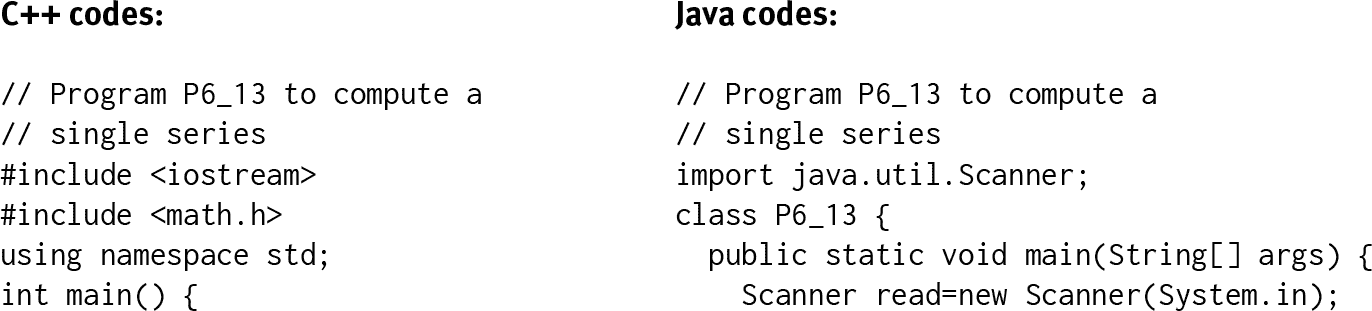 C++ codes:
// Program P6_13 to compute a
// single series
#include <iostream>
#include <math.h>
using namespace std;
int main() {
Java codes:
// Program P6_13 to compute a
// single series
import java.util.Scanner;
class P6_13 {
  public static void main(String[] args) {
    Scanner read=new Scanner(System.in);